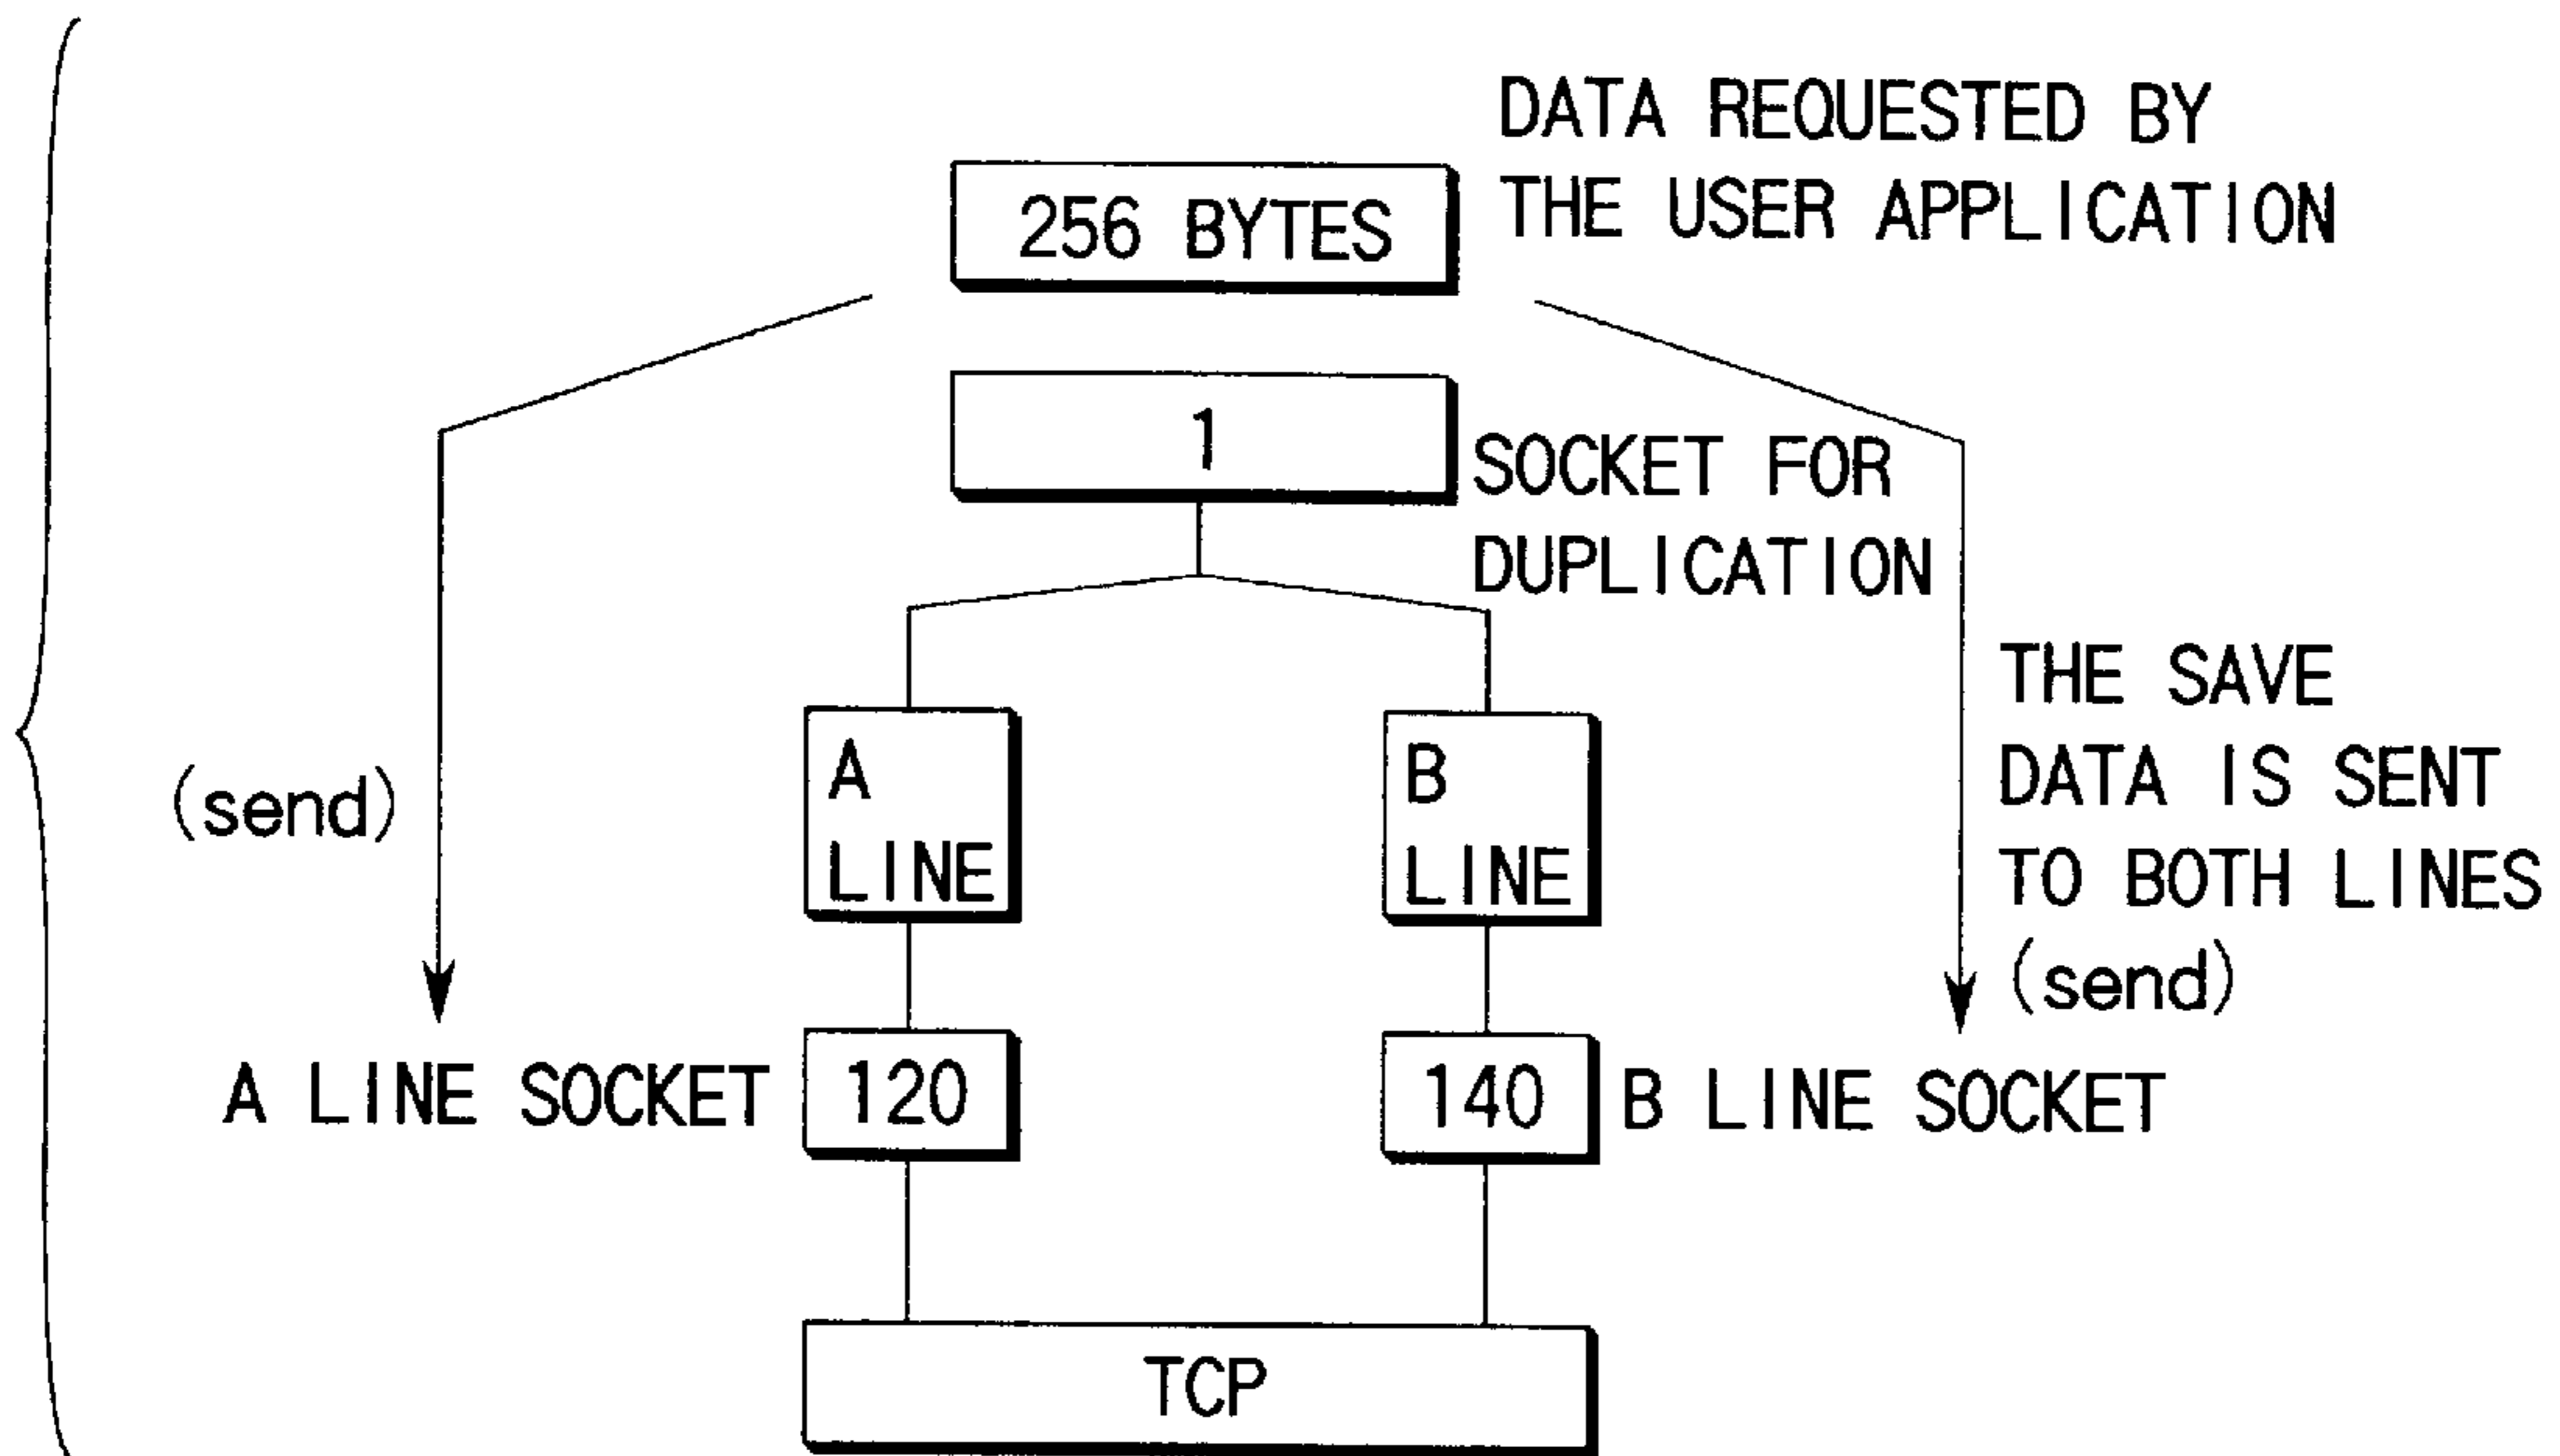 DATA REQUESTED BY
THE USER APPLICATION
256 BYTES
1
SOCKET FOR
DUPLICATION
A
LINE
B
LINE
(send)
THE SAVE
DATA IS SENT
TO BOTH LINES
(send)
A LINE SOCKET
120
140
B LINE SOCKET
TCP